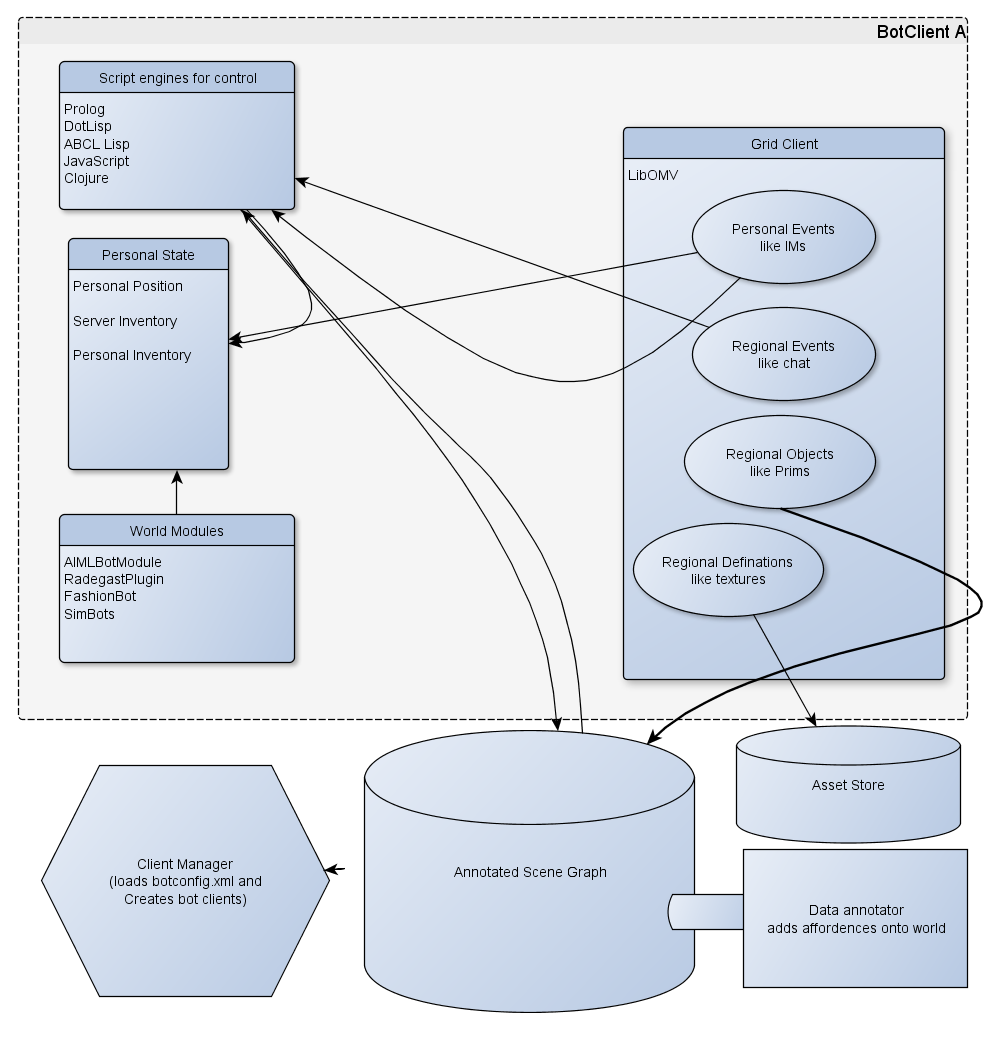 BotClient A
Script engines for control
Prolog
DotLisp
ABCL Lisp
JavaScript
Clojure
Grid Client
LibOMV
Personal Events
like IMs
Regional Events
like chat
Regional Objects
like Prims
Regional Definations
like textures
Personal State
Personal Position
Server Inventory
Personal Inventory
World Modules
AIMLBotModule
RadegastPlugin
FashionBot
SimBots
Client Manager
(loads botconfig.xml and
Creates bot clients)
Annotated Scene Graph
Asset Store
Data annotator
adds affordences onto world